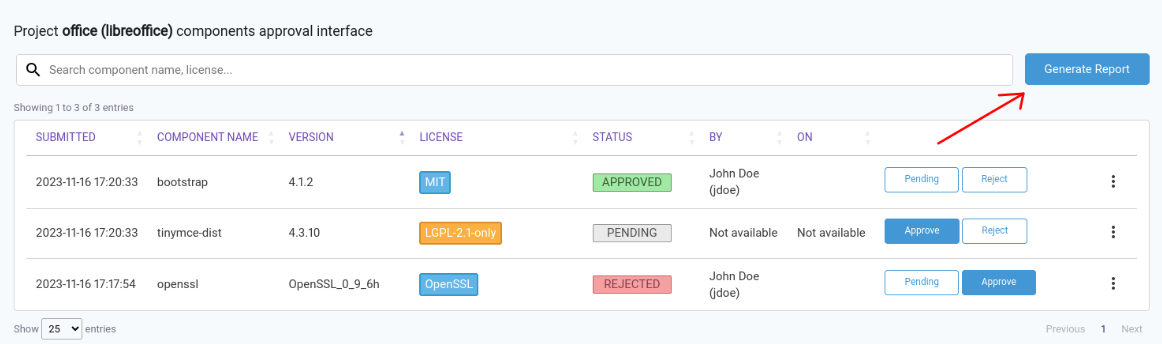 Project office (libreoffice) components approval interface
Search component name, license...
Generate Report
Showing 1 to 3 of 3 entries
SUBMITTED COMPONENT NAME VERSION LICENSE STATUS BY ON
2023-11-16 17:20:33 bootstrap 4.1.2 MIT APPROVED John Doe (jdoe) Pending Reject
2023-11-16 17:20:33 tinymce-dist 4.3.10 LGPL-2.1-only PENDING Not available Not available Approve Reject
2023-11-16 17:17:54 openssl OpenSSL_0_9_6h OpenSSL REJECTED John Doe (jdoe) Pending Approve
Show 25 entries
Previous 1 Next